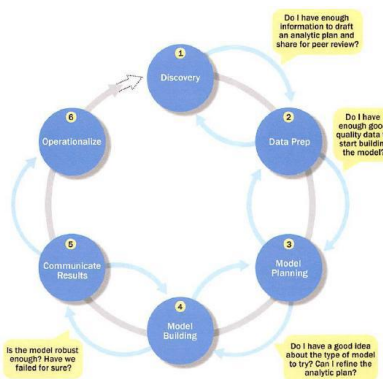 Do I have enough
information to draft
an analytic plan and
share for peer review?
1
Discovery
2
Data Prep
Do I have
enough good
quality data
start building
the model?
3
Model
Planning
Do I have a good idea
about the type of model
to try? Can I refine the
analytic plan?
4
Model
Building
Is the model robust
enough? Have we
failed for sure?
5
Communicate
Results
6
Operationalize